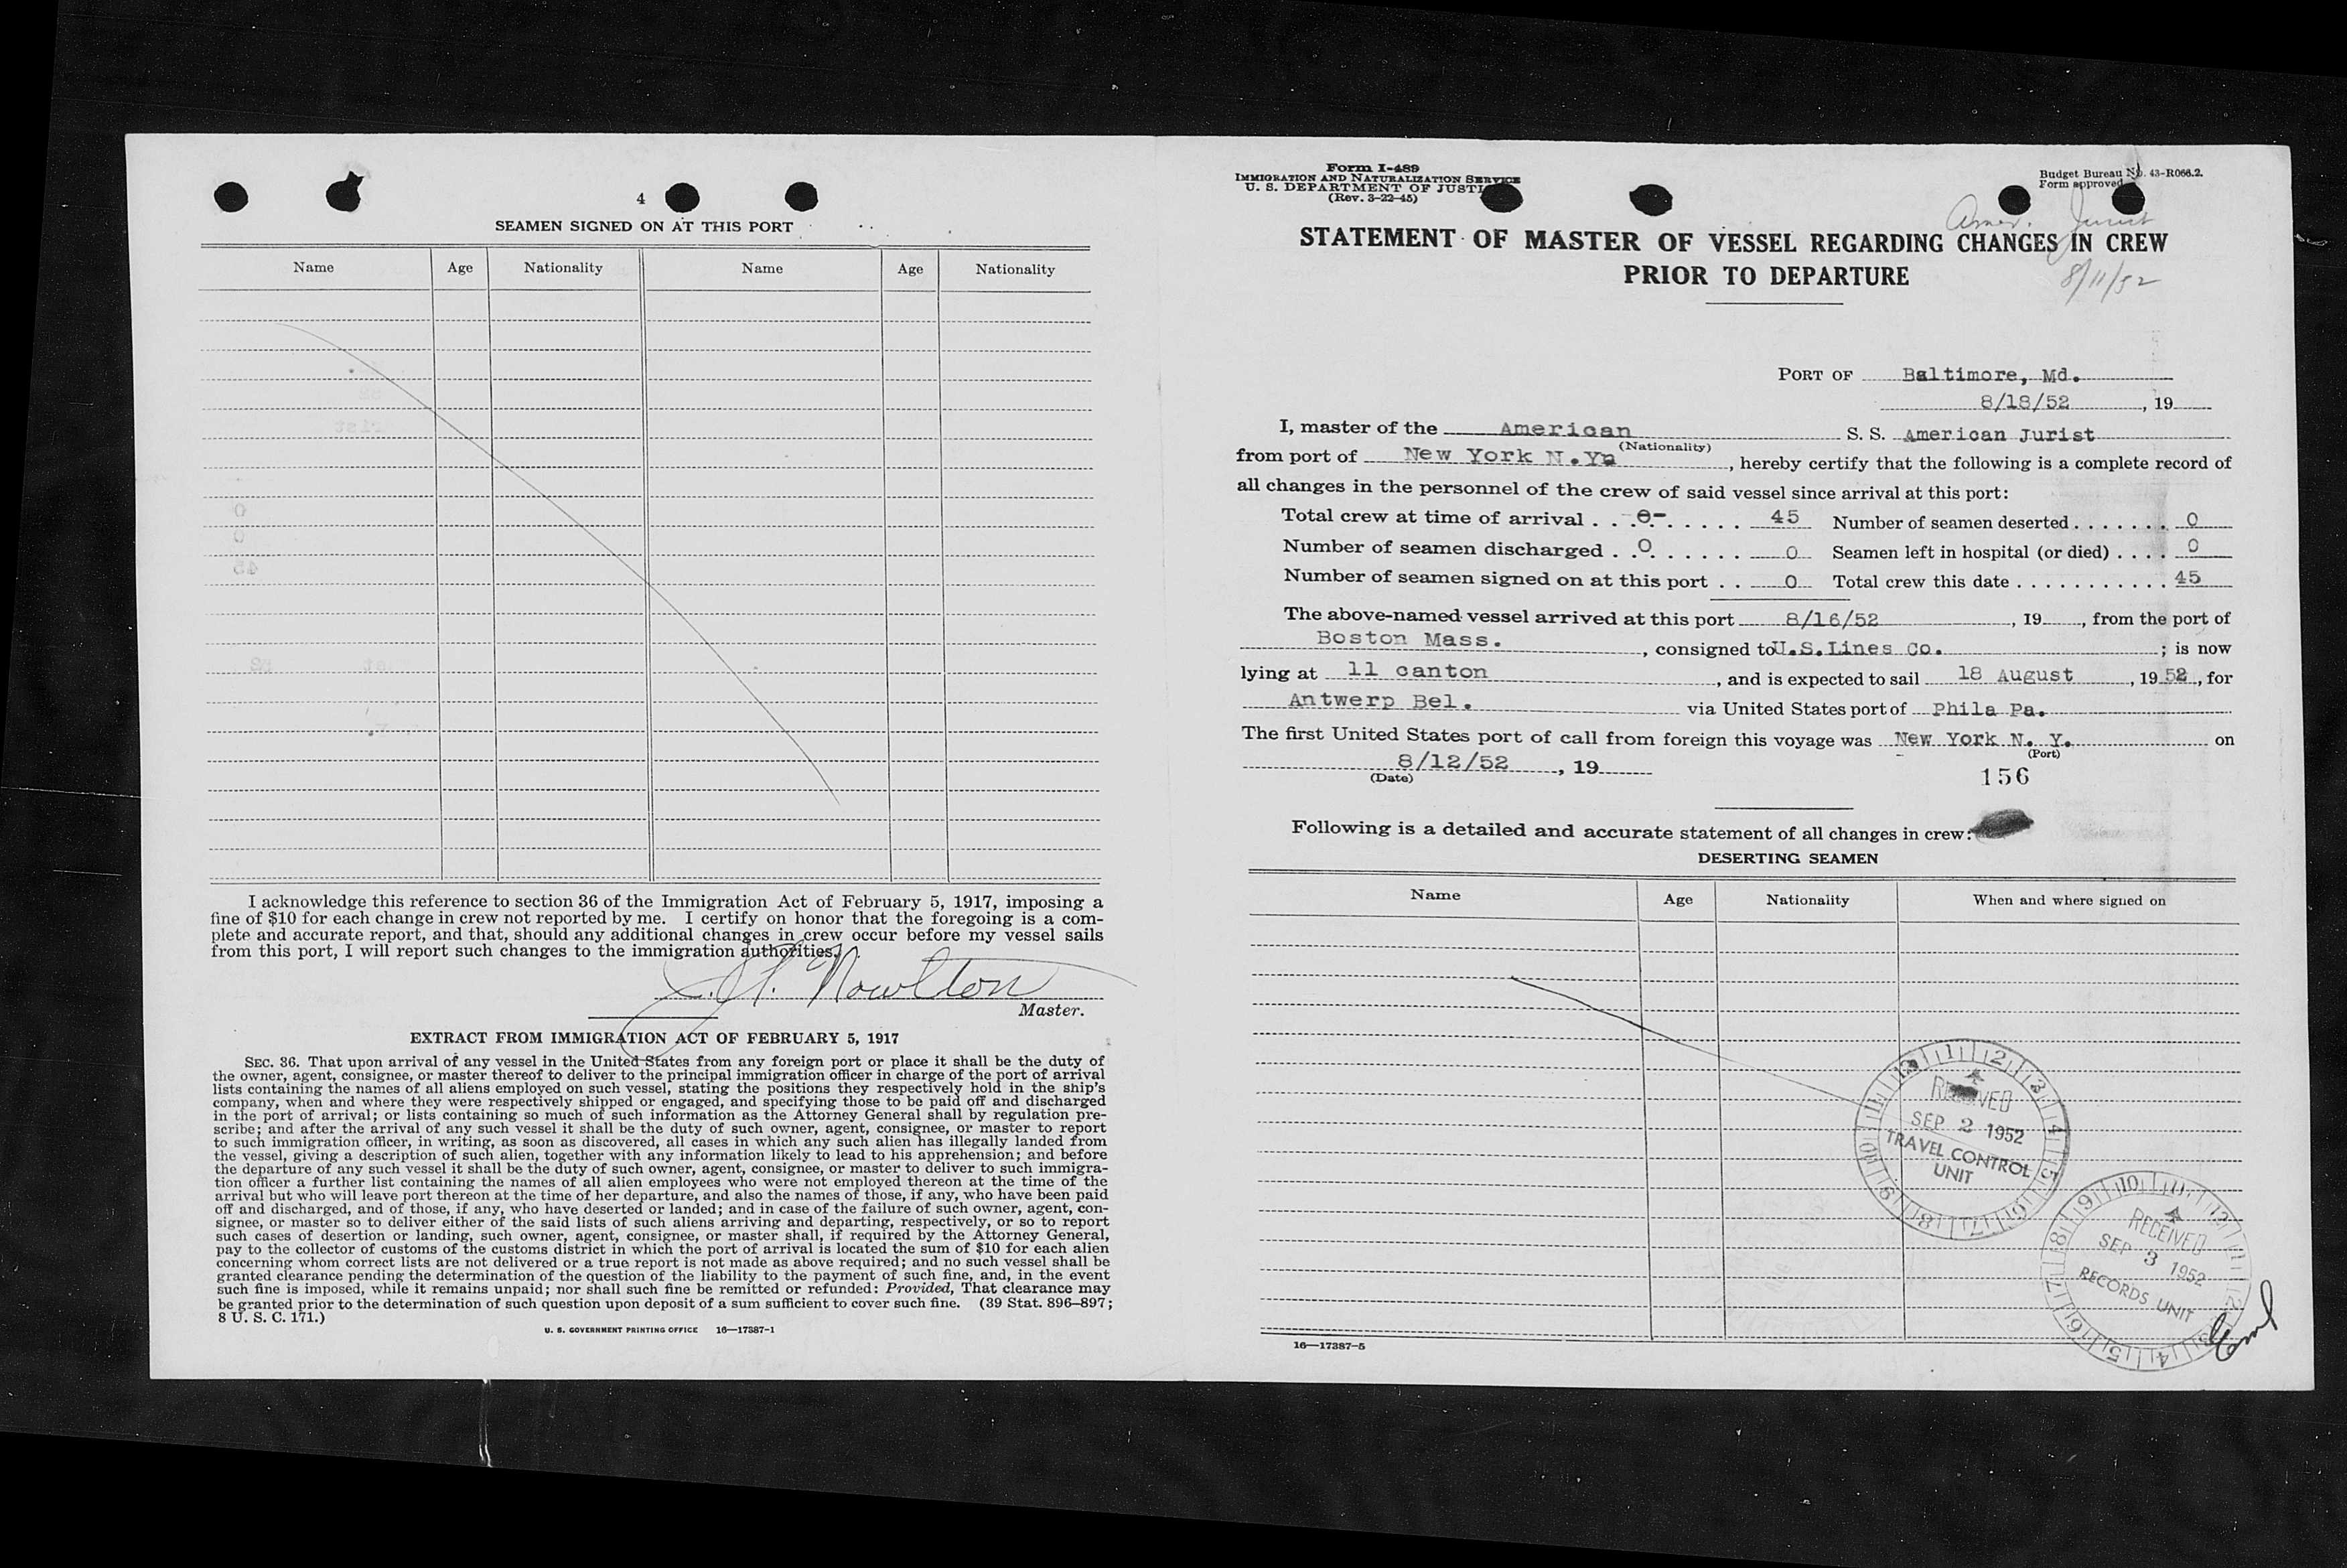 4
SEAMEN SIGNED ON AT THIS PORT
Name Age Nationality Name Age Nationality
I acknowledge this reference to section 36 of the Immigration Act of February 5, 1917, imposing a
fine of $10 for each change in crew not reported by me. I certify on honor that the foregoing is a com-
plete and accurate report, and that, should any additional changes in crew occur before my vessel sails
from this port, I will report such changes to the immigration authorities.
Master.
EXTRACT FROM IMMIGRATION ACT OF FEBRUARY 5, 1917
SEC. 36. That upon arrival of any vessel in the United States from any foreign port or place it shall be the duty of
the owner, agent, consignee, or master thereof to deliver to the principal immigration officer in charge of the port of arrival
lists containing the names of all aliens employed on such vessel, stating the positions they respectively hold in the ship's
company, when and where they were respectively shipped or engaged, and specifying those to be paid off and discharged
in the port of arrival; or lists containing so much of such information as the Attorney General shall by regulation pre-
scribe; and after the arrival of any such vessel it shall be the duty of such owner, agent, consignee, or master to report
to such immigration officer, in writing, as soon as discovered, all cases in which any such alien has illegally landed from
the vessel, giving a description of such alien, together with any information likely to lead to his apprehension; and before
the departure of any such vessel it shall be the duty of such owner, agent, consignee, or master to deliver to such immigra-
tion officer a further list containing the names of all alien employees who were not employed thereon at the time of the
arrival but who will leave port thereon at the time of her departure, and also the names of those, if any, who have been paid
off and discharged, and of those, if any, who have deserted or landed; and in case of the failure of such owner, agent, con-
signee, or master so to deliver either of the said lists of such aliens arriving and departing, respectively, or so to report
such cases of desertion or landing, such owner, agent, consignee, or master shall, if required by the Attorney General,
pay to the collector of customs of the customs district in which the port of arrival is located the sum of $10 for each alien
concerning whom correct lists are not delivered or a true report is not made as above required; and no such vessel shall be
granted clearance pending the determination of the question of the liability to the payment of such fine, and, in the event
such fine is imposed, while it remains unpaid; nor shall such fine be remitted or refunded: Provided, That clearance may
be granted prior to the determination of such question upon deposit of a sum sufficient to cover such fine. (39 Stat. 896–897;
8 U. S. C. 171.)
U. S. GOVERNMENT PRINTING OFFICE 16—17387-1
Form I-489
IMMIGRATION AND NATURALIZATION SERVICE
U. S. DEPARTMENT OF JUSTI
(Rev. 3-22-45)
Budget Bureau No. 43-R066.2.
Form approved
Amer. Jurist
STATEMENT OF MASTER OF VESSEL REGARDING CHANGES IN CREW
PRIOR TO DEPARTURE
8/11/52
PORT OF Baltimore, Md.
8/18/52, 19
I, master of the American S. S. American Jurist
(Nationality)
from port of New York N.Y, hereby certify that the following is a complete record of
all changes in the personnel of the crew of said vessel since arrival at this port:
Total crew at time of arrival . . 0- . . . . . 45 Number of seamen deserted . . . . . . . 0
Number of seamen discharged . . 0 . . . . . . 0 Seamen left in hospital (or died) . . . . 0
Number of seamen signed on at this port . . 0 Total crew this date . . . . . . . . . . . 45
The above-named vessel arrived at this port 8/16/52, 19, from the port of
Boston Mass., consigned to U.S.Lines Co. ; is now
lying at 11 canton, and is expected to sail 18 August, 19 52, for
Antwerp Bel. via United States port of Phila Pa.
The first United States port of call from foreign this voyage was New York N. Y. on
(Port)
8/12/52, 19
(Date)
156
Following is a detailed and accurate statement of all changes in crew:
DESERTING SEAMEN
Name Age Nationality When and where signed on
12 1 2 3 4 5 6 7 8 9 10 11
RECEIVED
SEP 2 1952
TRAVEL CONTROL
UNIT
9 10 11 12 1 2 3 4 5 6 7 8
RECEIVED
SEP 3 1952
RECORDS UNIT
16—17387-5